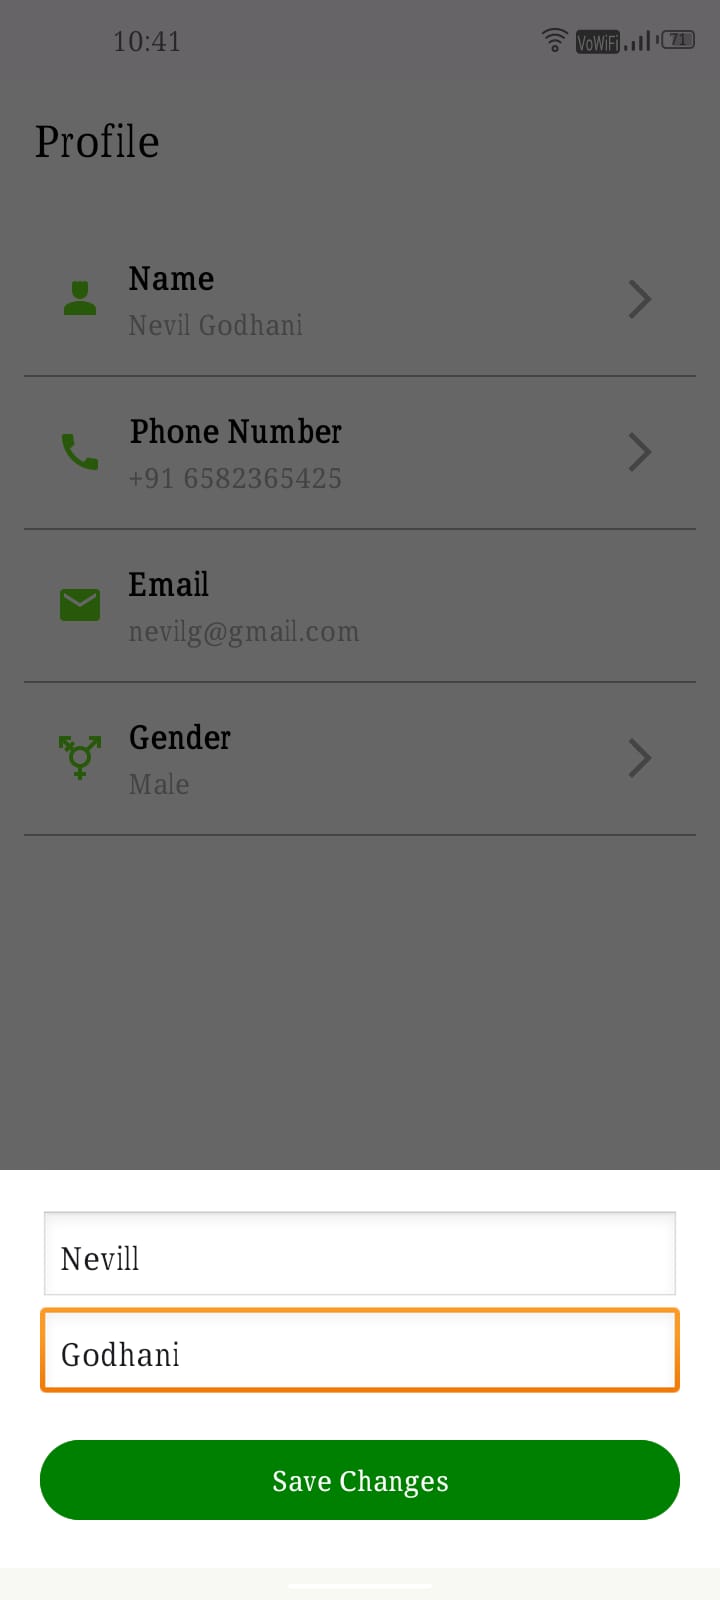 10:41 VoWiFi 71
Profile
Name
Nevil Godhani
Phone Number
+91 6582365425
Email
nevilg@gmail.com
Gender
Male
Nevill
Godhani
Save Changes